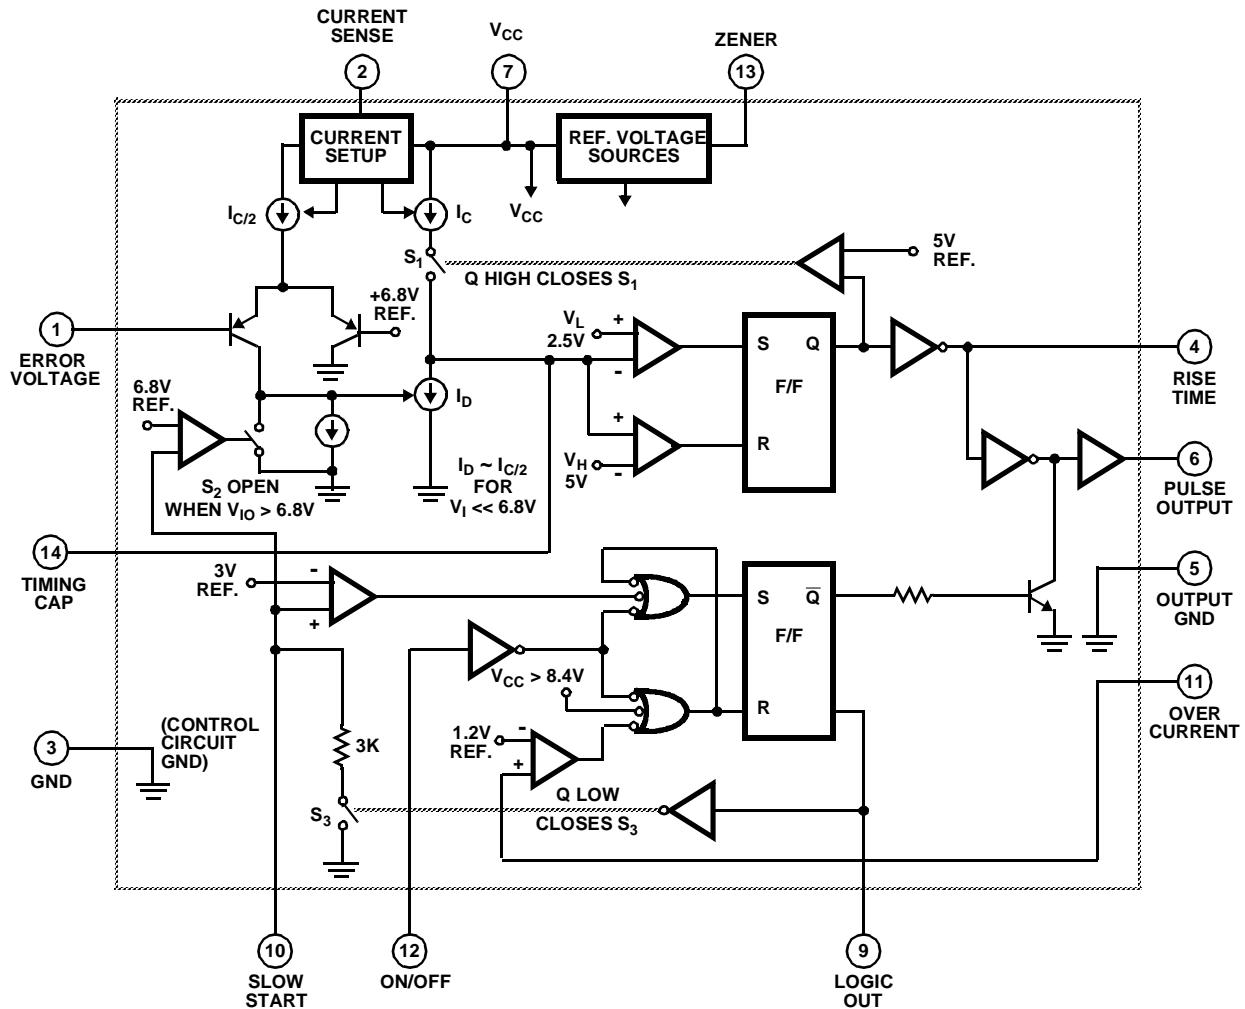 CURRENT
SENSE
2
VCC
7
ZENER
13
CURRENT
SETUP
REF. VOLTAGE
SOURCES
IC/2
IC
VCC
S1
Q HIGH CLOSES S1
5V
REF.
+6.8V
REF.
1
ERROR
VOLTAGE
VL
2.5V
+
-
S
Q
F/F
R
4
RISE
TIME
6.8V
REF.
ID
+
VH
5V
-
6
PULSE
OUTPUT
S2 OPEN
WHEN VIO > 6.8V
ID ~ IC/2
FOR
VI << 6.8V
14
TIMING
CAP
3V
REF.
-
+
S
Q
F/F
R
5
OUTPUT
GND
VCC > 8.4V
11
OVER
CURRENT
3
GND
(CONTROL
CIRCUIT
GND)
3K
1.2V
REF.
-
+
S3
Q LOW
CLOSES S3
10
SLOW
START
12
ON/OFF
9
LOGIC
OUT